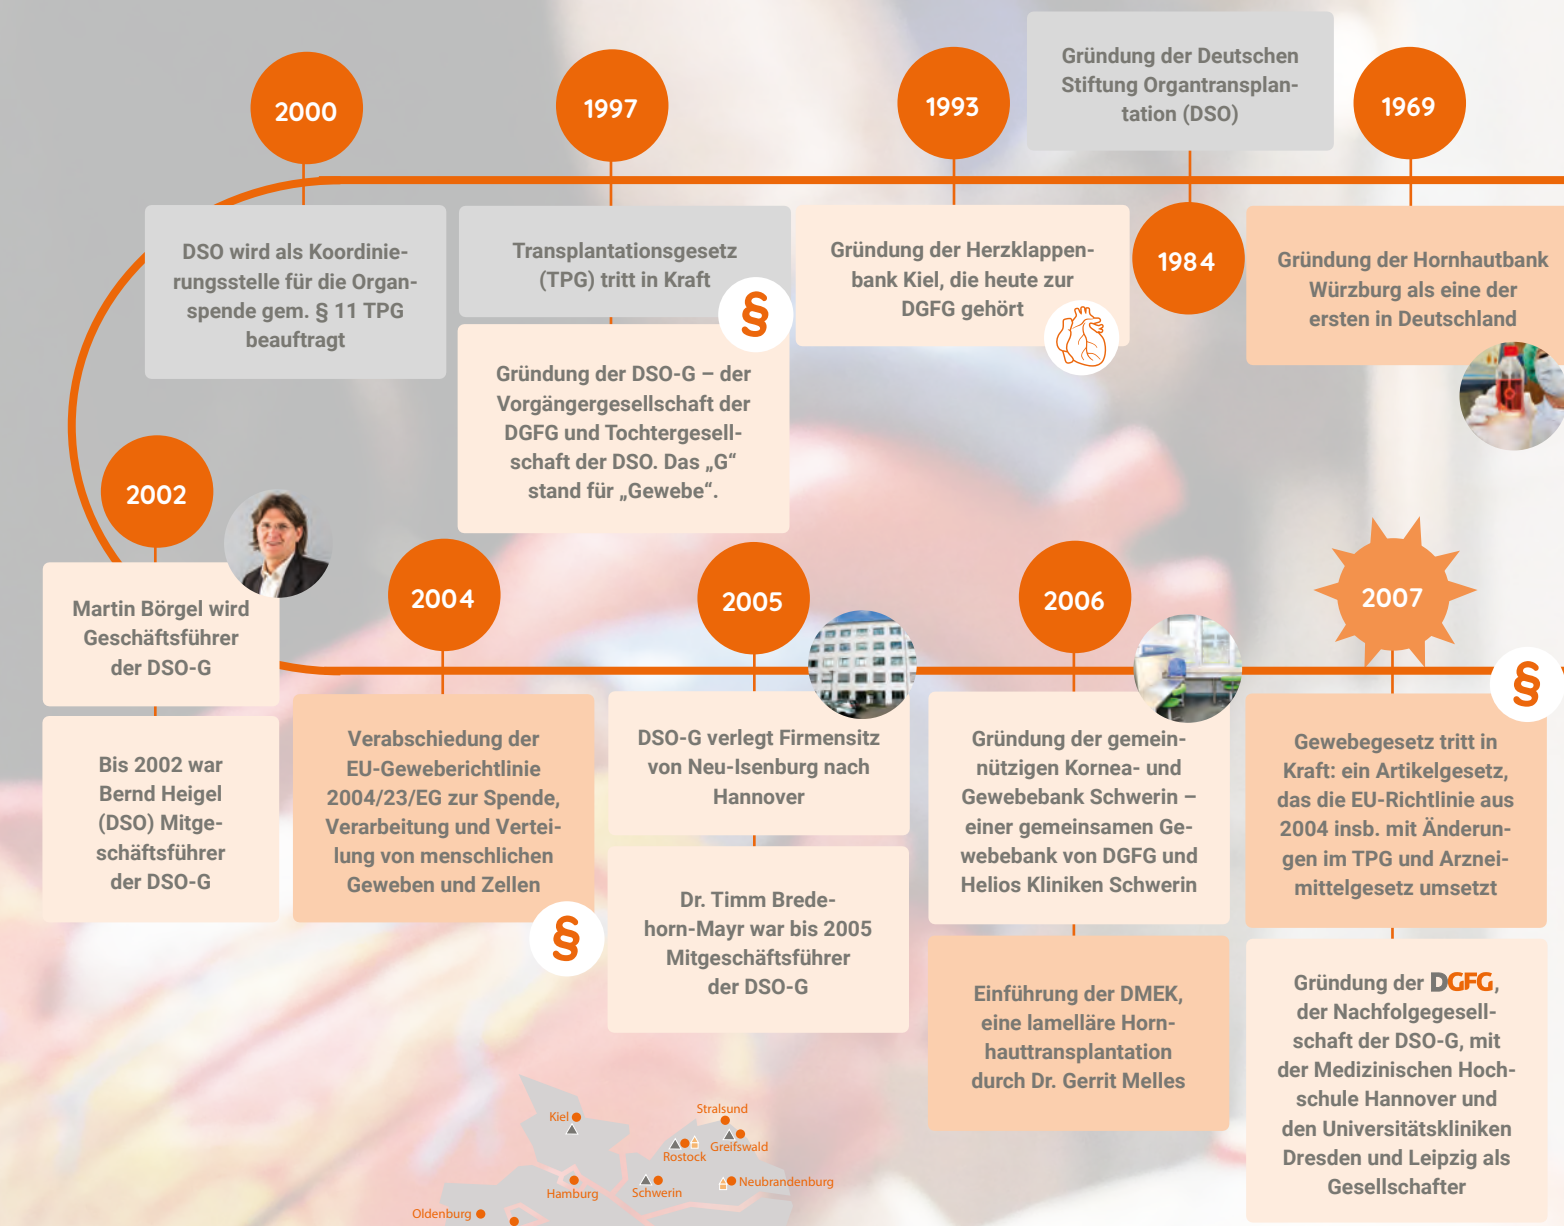 2000
DSO wird als Koordinie-
rungsstelle für die Organ-
spende gem. § 11 TPG
beauftragt
1997
Transplantationsgesetz
(TPG) tritt in Kraft
§
Gründung der DSO-G – der
Vorgängergesellschaft der
DGFG und Tochtergesell-
schaft der DSO. Das „G“
stand für „Gewebe“.
1993
Gründung der Herzklappen-
bank Kiel, die heute zur
DGFG gehört
Gründung der Deutschen
Stiftung Organtransplan-
tation (DSO)
1984
1969
Gründung der Hornhautbank
Würzburg als eine der
ersten in Deutschland
2002
Martin Börgel wird
Geschäftsführer
der DSO-G
Bis 2002 war
Bernd Heigel
(DSO) Mitge-
schäftsführer
der DSO-G
2004
Verabschiedung der
EU-Geweberichtlinie
2004/23/EG zur Spende,
Verarbeitung und Vertei-
lung von menschlichen
Geweben und Zellen
§
2005
DSO-G verlegt Firmensitz
von Neu-Isenburg nach
Hannover
Dr. Timm Brede-
horn-Mayr war bis 2005
Mitgeschäftsführer
der DSO-G
2006
Gründung der gemein-
nützigen Kornea- und
Gewebebank Schwerin –
einer gemeinsamen Ge-
webebank von DGFG und
Helios Kliniken Schwerin
Einführung der DMEK,
eine lamelläre Horn-
hauttransplantation
durch Dr. Gerrit Melles
2007
§
Gewebegesetz tritt in
Kraft: ein Artikelgesetz,
das die EU-Richtlinie aus
2004 insb. mit Änderun-
gen im TPG und Arznei-
mittelgesetz umsetzt
Gründung der DGFG,
der Nachfolgegesell-
schaft der DSO-G, mit
der Medizinischen Hoch-
schule Hannover und
den Universitätskliniken
Dresden und Leipzig als
Gesellschafter
Kiel
Stralsund
Greifswald
Rostock
Hamburg
Schwerin
Neubrandenburg
Oldenburg